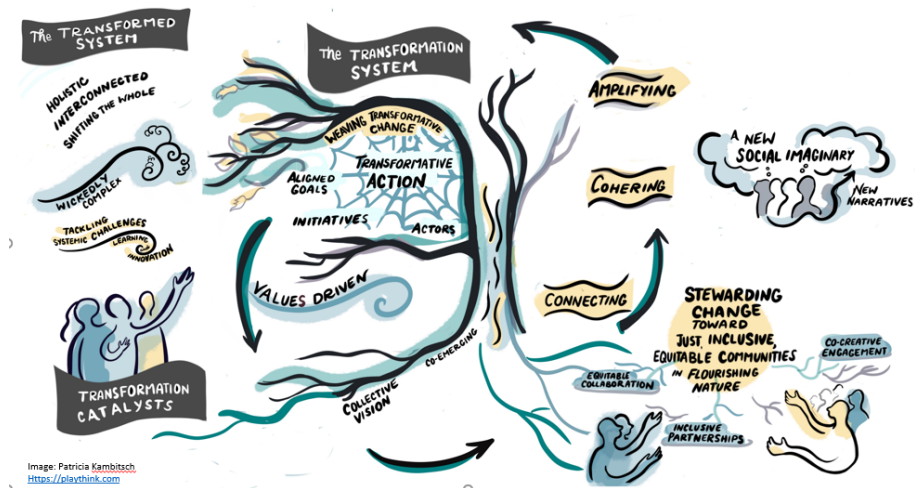 The TRANSFORMED
SYSTEM
HOLISTIC
INTERCONNECTED
SHIFTING THE WHOLE
WICKEDLY
COMPLEX
TACKLING
SYSTEMIC CHALLENGES
LEARNING
INNOVATION
TRANSFORMATION
CATALYSTS
The TRANSFORMATION
SYSTEM
WEAVING TRANSFORMATIVE
CHANGE
TRANSFORMATIVE
ACTION
ALIGNED
GOALS
INITIATIVES
ACTORS
VALUES DRIVEN
CO-EMERGING
COLLECTIVE
VISION
AMPLIFYING
COHERING
CONNECTING
A NEW
SOCIAL IMAGINARY
NEW
NARRATIVES
STEWARDING
CHANGE
TOWARD
JUST, INCLUSIVE,
EQUITABLE COMMUNITIES
IN FLOURISHING
NATURE
CO-CREATIVE
ENGAGEMENT
EQUITABLE
COLLABORATION
INCLUSIVE
PARTNERSHIPS
Image: Patricia Kambitsch
Https://playthink.com